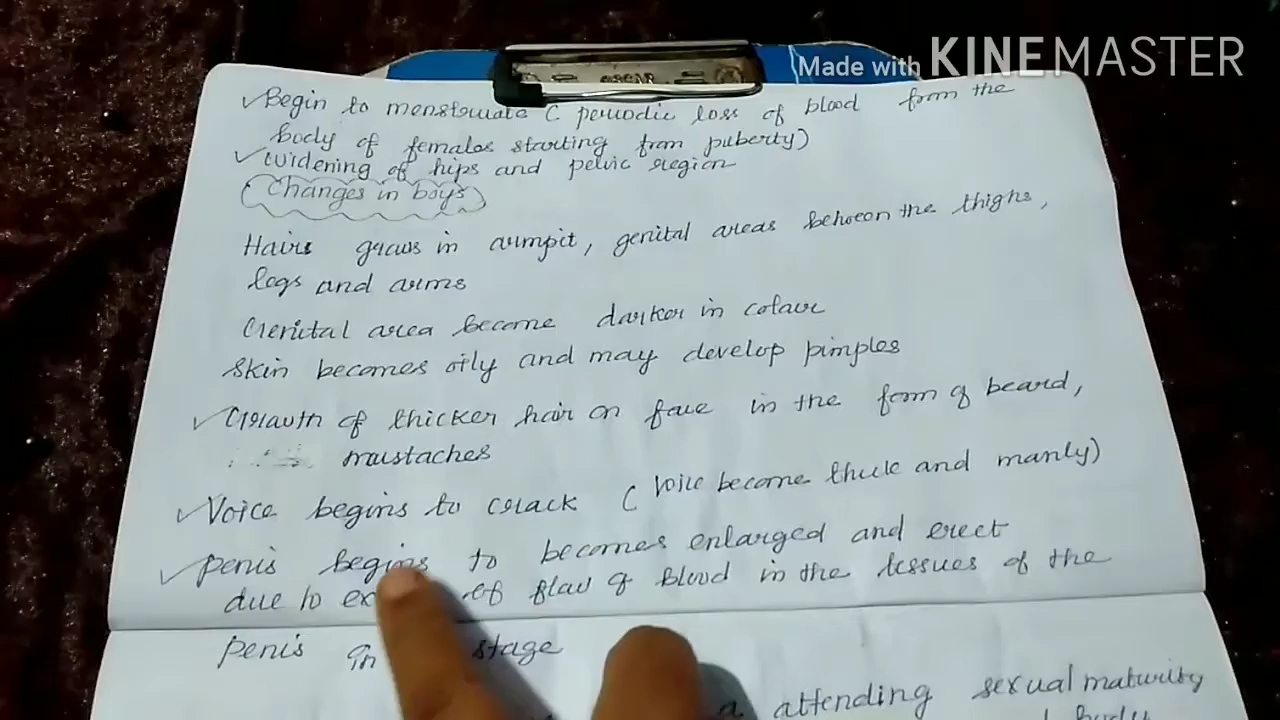 Made with KINEMASTER
✓Begin to menstruate ( periodic loss of blood from the
body of females starting from puberty)
✓widening of hips and pelvic region
(Changes in boys)
Hairs grows in armpit, genital areas between the thighs,
legs and arms
Genital area become darker in colour
Skin becomes oily and may develop pimples
✓Growth of thicker hair on face in the form of beard,
mustaches
✓Voice begins to crack ( Voice become thick and manly)
✓penis begins to becomes enlarged and erect
due to of flow of blood in the tissues of the
penis in stage
a attending sexual maturity
body